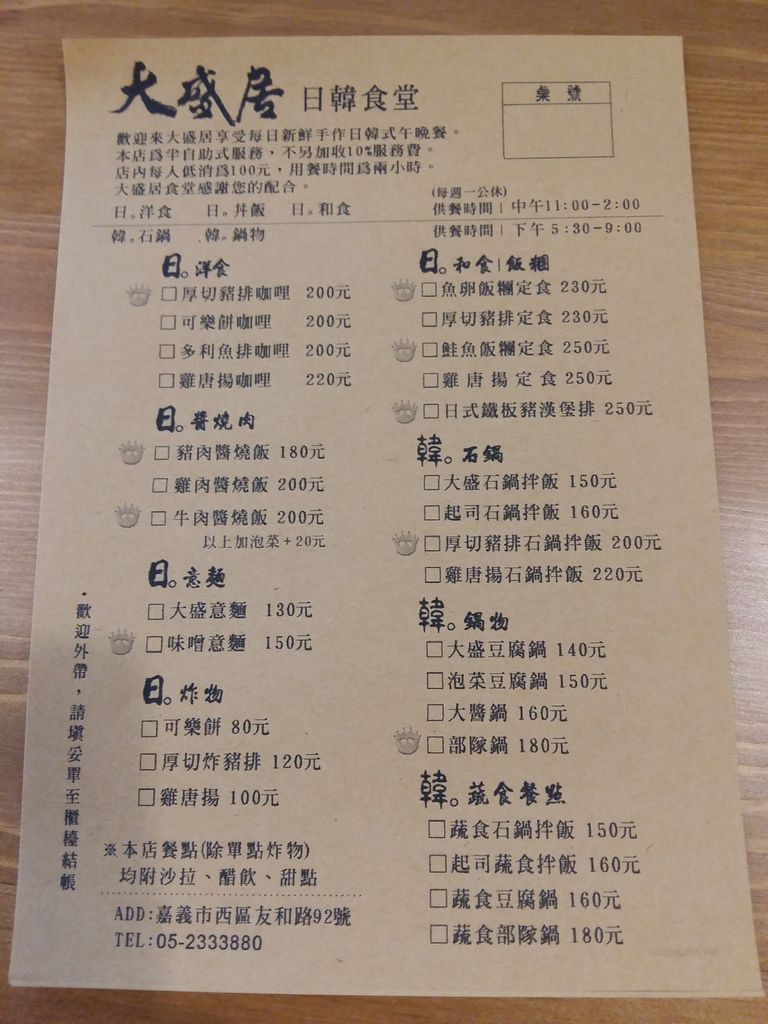 大盛居 日韓食堂
桌號
歡迎來大盛居享受每日新鮮手作日韓式午晚餐。
本店爲半自助式服務，不另加收10%服務費。
店內每人低消爲100元，用餐時間爲兩小時。
大盛居食堂感謝您的配合。
(每週一公休)
日。洋食 日。丼飯 日。和食
供餐時間｜中午11:00-2:00
韓。石鍋 韓。鍋物
供餐時間｜下午5:30-9:00
日。洋食
□厚切豬排咖哩 200元
□可樂餅咖哩 200元
□多利魚排咖哩 200元
□雞唐揚咖哩 220元
日。醬燒肉
□豬肉醬燒飯 180元
□雞肉醬燒飯 200元
□牛肉醬燒飯 200元
以上加泡菜+20元
日。意麵
□大盛意麵 130元
□味噌意麵 150元
日。炸物
□可樂餅 80元
□厚切炸豬排 120元
□雞唐揚 100元
※本店餐點(除單點炸物)
均附沙拉、醋飲、甜點
ADD:嘉義市西區友和路92號
TEL:05-2333880
日。和食|飯糰
□魚卵飯糰定食 230元
□厚切豬排定食 230元
□鮭魚飯糰定食 250元
□雞唐揚定食 250元
□日式鐵板豬漢堡排 250元
韓。石鍋
□大盛石鍋拌飯 150元
□起司石鍋拌飯 160元
□厚切豬排石鍋拌飯 200元
□雞唐揚石鍋拌飯 220元
韓。鍋物
□大盛豆腐鍋 140元
□泡菜豆腐鍋 150元
□大醬鍋 160元
□部隊鍋 180元
韓。蔬食餐點
□蔬食石鍋拌飯 150元
□起司蔬食拌飯 160元
□蔬食豆腐鍋 160元
□蔬食部隊鍋 180元
・歡迎外帶，請填妥單至櫃檯結帳